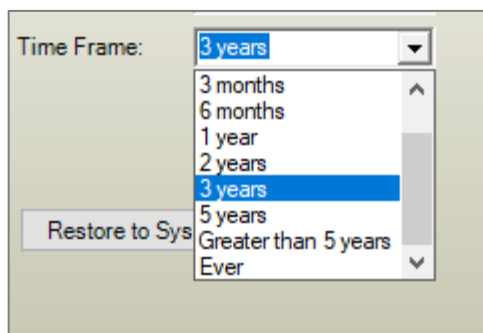 Time Frame: 3 years
3 months
6 months
1 year
2 years
3 years
5 years
Restore to Sys
Greater than 5 years
Ever